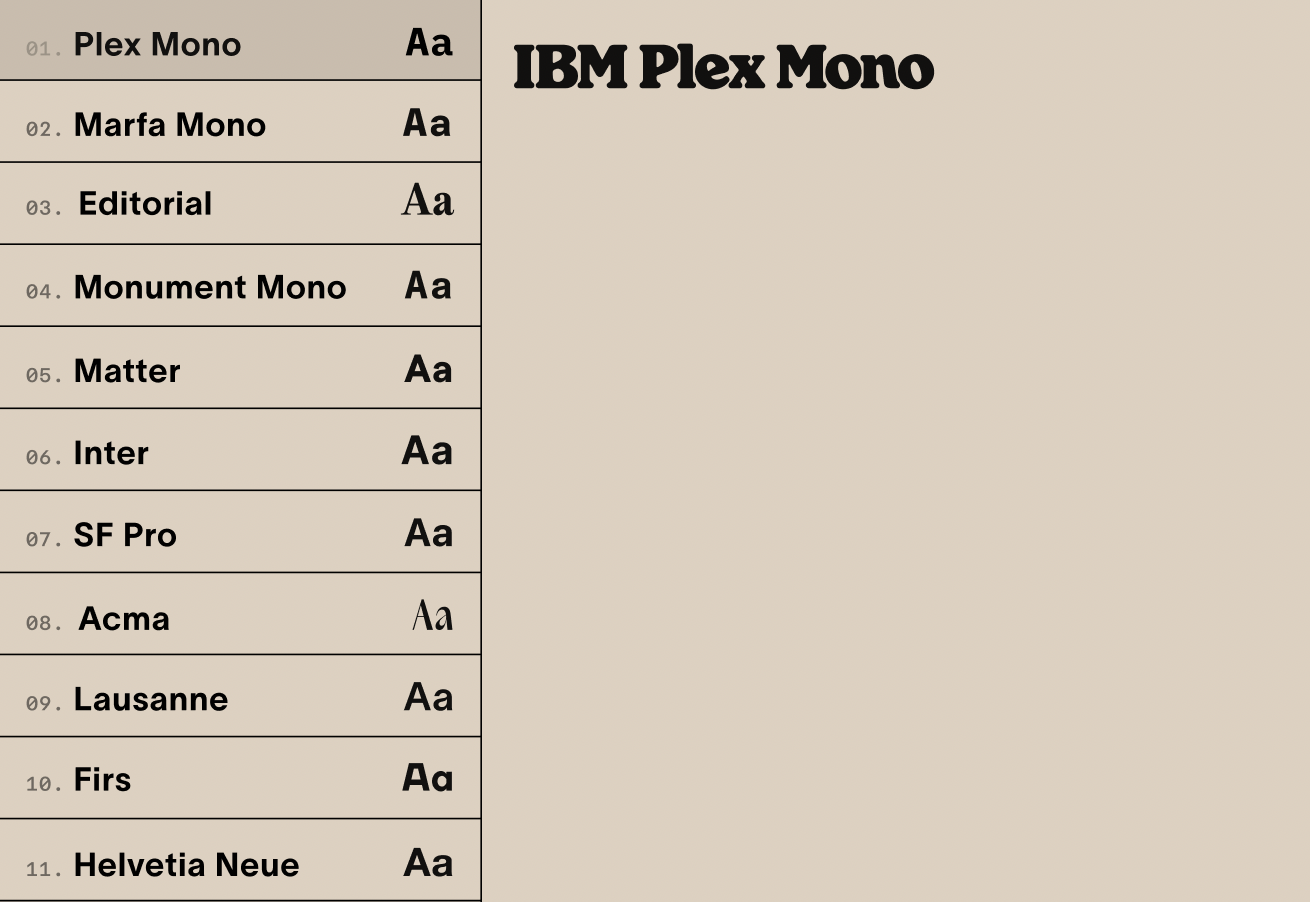 01. Plex Mono Aa
02. Marfa Mono Aa
03. Editorial Aa
04. Monument Mono Aa
05. Matter Aa
06. Inter Aa
07. SF Pro Aa
08. Acma Aa
09. Lausanne Aa
10. Firs Aa
11. Helvetia Neue Aa
IBM Plex Mono